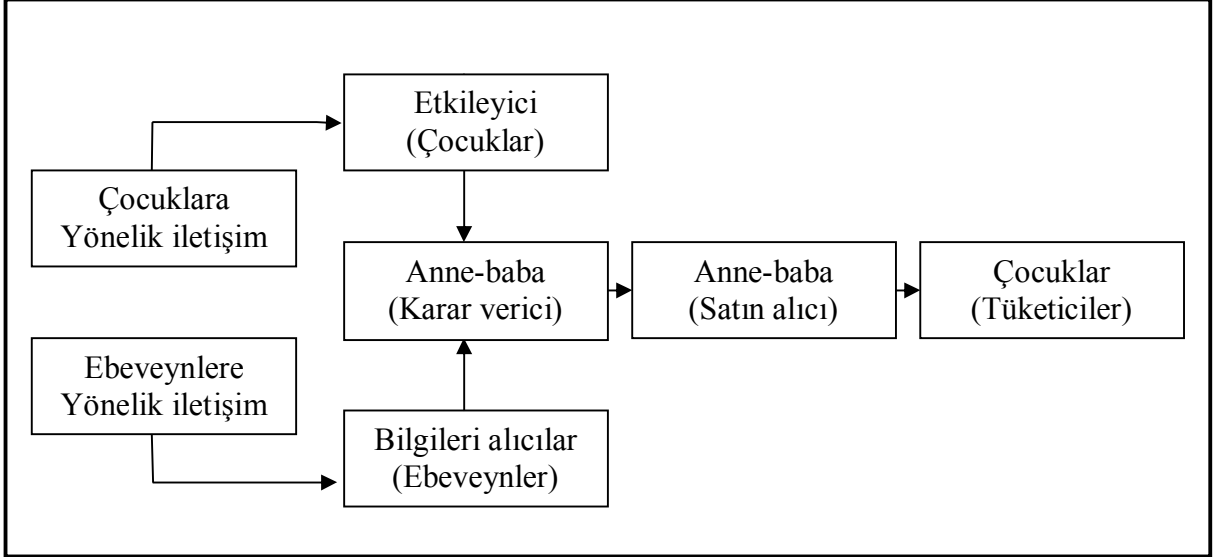 Etkileyici
(Çocuklar)
Çocuklara
Yönelik iletişim
Anne-baba
(Karar verici)
Anne-baba
(Satın alıcı)
Çocuklar
(Tüketiciler)
Ebeveynlere
Yönelik iletişim
Bilgileri alıcılar
(Ebeveynler)